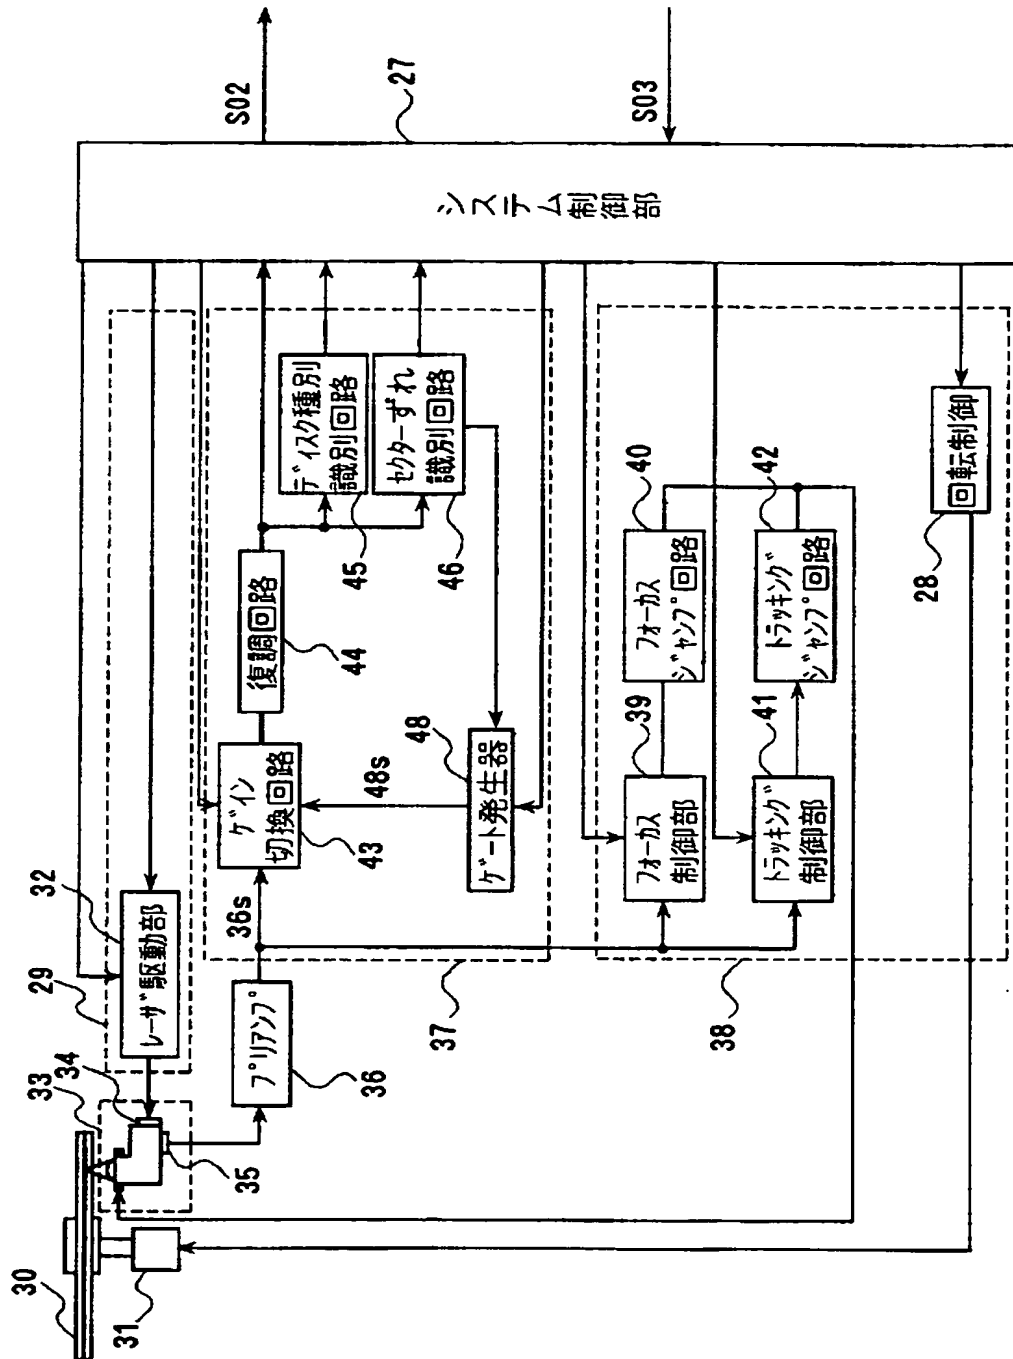 30
31
33
34
35
29
32
レーザ駆動部
プリアンプ
36
36s
37
ゲイン
切換回路
43
復調回路
44
ディスク種別
識別回路
45
セクターずれ
識別回路
46
48s
48
ゲート発生器
38
フォーカス
制御部
39
フォーカス
ジャンプ回路
40
トラッキング
制御部
41
トラッキング
ジャンプ回路
42
回転制御
28
システム制御部
27
S02
S03